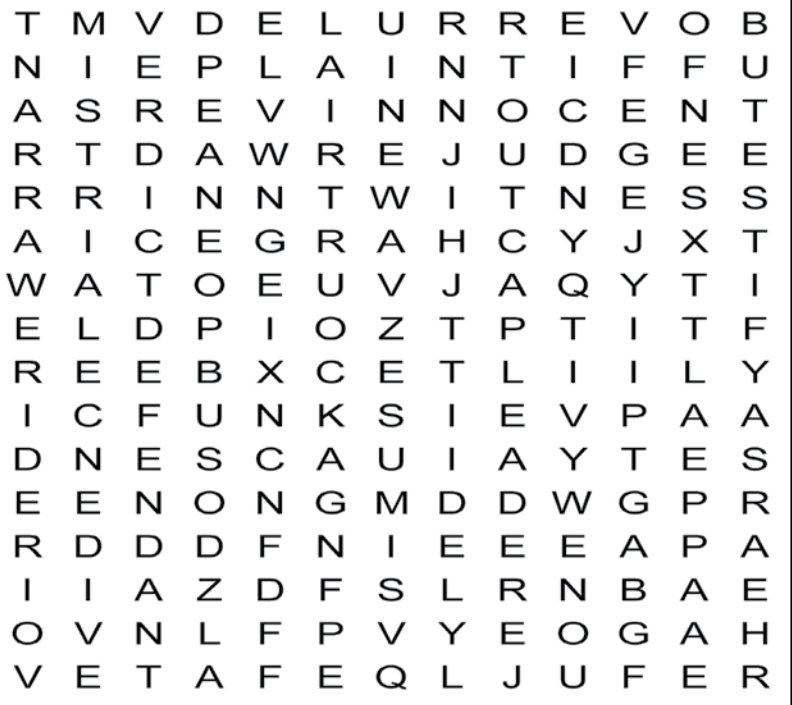 T M V D E L U R R E V O B
N I E P L A I N T I F F U
A S R E V I N N O C E N T
R T D A W R E J U D G E E
R R I N N T W I T N E S S
A I C E G R A H C Y J X T
W A T O E U V J A Q Y T I
E L D P I O Z T P T I T F
R E E B X C E T L I I L Y
I C F U N K S I E V P A A
D N E S C A U I A Y T E S
E E N O N G M D D W G P R
R D D D F N I E E E A P A
I I A Z D F S L R N B A E
O V N L F P V Y E O G A H
V E T A F E Q L J U F E R